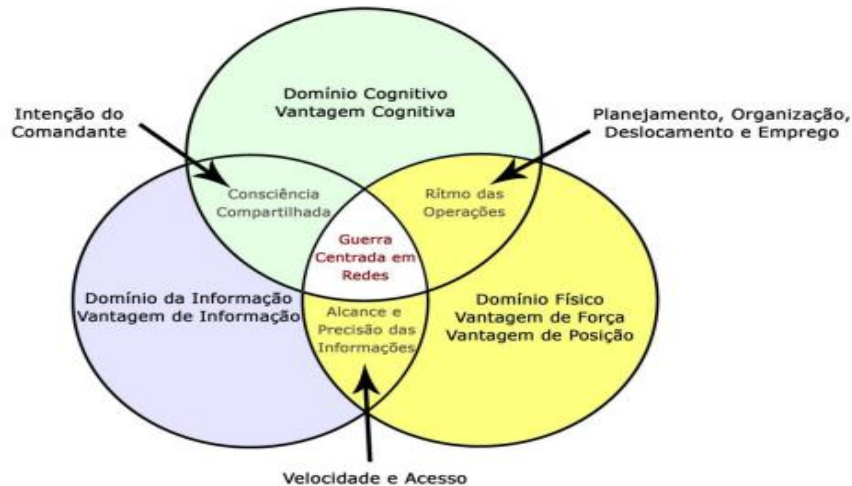 Domínio Cognitivo
Vantagem Cognitiva
Intenção do
Comandante
Planejamento, Organização,
Deslocamento e Emprego
Consciência
Compartilhada
Rítmo das
Operações
Guerra
Centrada em
Redes
Domínio da Informação
Vantagem de Informação
Alcance e
Precisão das
Informações
Domínio Físico
Vantagem de Força
Vantagem de Posição
Velocidade e Acesso